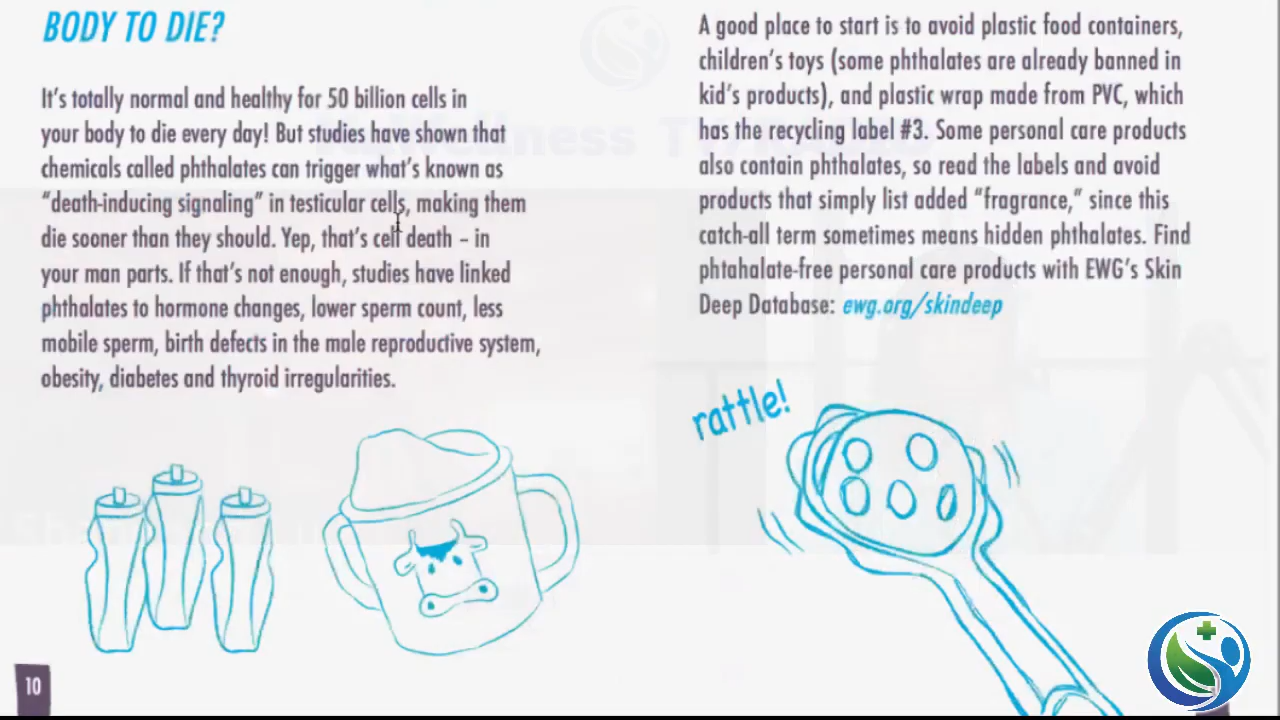 BODY TO DIE?
It's totally normal and healthy for 50 billion cells in
your body to die every day! But studies have shown that
chemicals called phthalates can trigger what's known as
“death-inducing signaling” in testicular cells, making them
die sooner than they should. Yep, that's cell death – in
your man parts. If that's not enough, studies have linked
phthalates to hormone changes, lower sperm count, less
mobile sperm, birth defects in the male reproductive system,
obesity, diabetes and thyroid irregularities.
A good place to start is to avoid plastic food containers,
children's toys (some phthalates are already banned in
kid's products), and plastic wrap made from PVC, which
has the recycling label #3. Some personal care products
also contain phthalates, so read the labels and avoid
products that simply list added “fragrance,” since this
catch-all term sometimes means hidden phthalates. Find
phtahalate-free personal care products with EWG's Skin
Deep Database: ewg.org/skindeep
rattle!
10